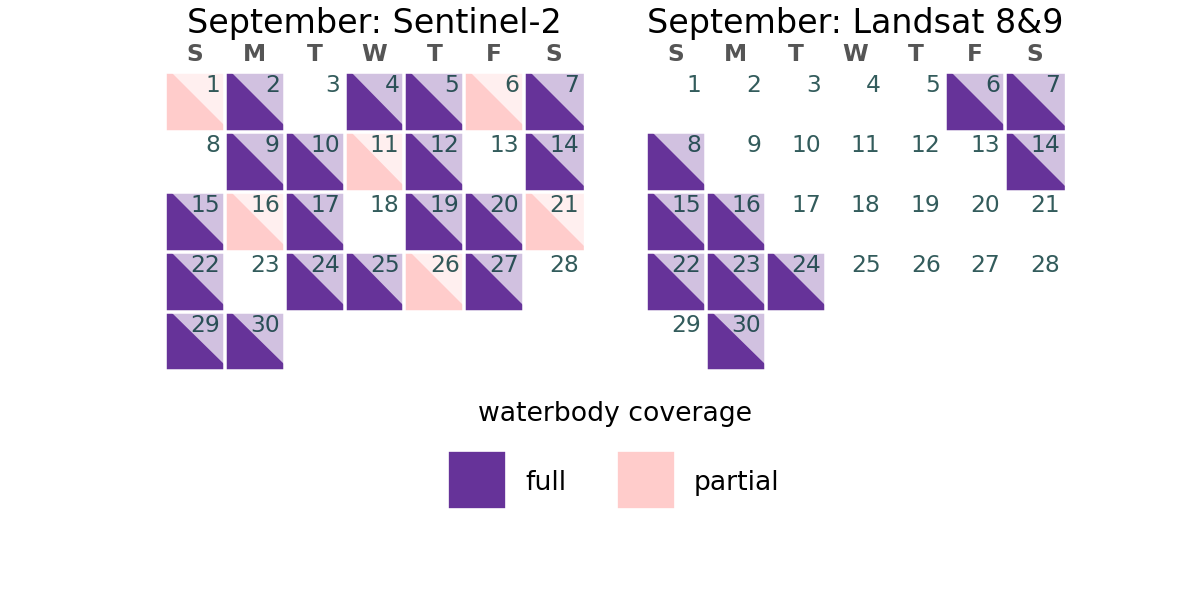 September: Sentinel-2
S M T W T F S
1 2 3 4 5 6 7
8 9 10 11 12 13 14
15 16 17 18 19 20 21
22 23 24 25 26 27 28
29 30
September: Landsat 8&9
S M T W T F S
1 2 3 4 5 6 7
8 9 10 11 12 13 14
15 16 17 18 19 20 21
22 23 24 25 26 27 28
29 30
waterbody coverage
full partial